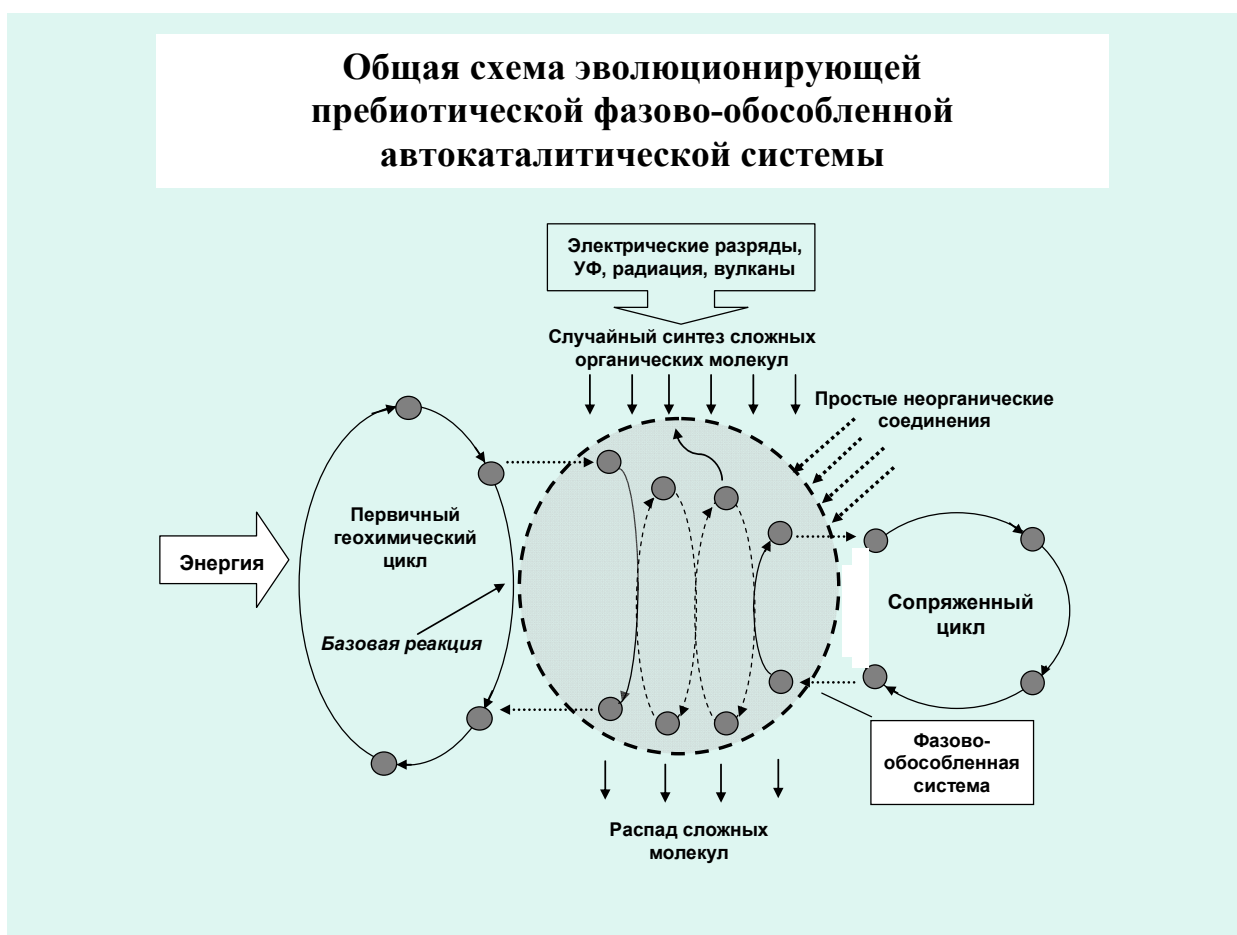 Общая схема эволюционирующей
пребиотической фазово-обособленной
автокаталитической системы
Электрические разряды,
УФ, радиация, вулканы
Случайный синтез сложных
органических молекул
Простые неорганические
соединения
Первичный
геохимический
цикл
Энергия
Базовая реакция
Сопряженный
цикл
Фазово-
обособленная
система
Распад сложных
молекул